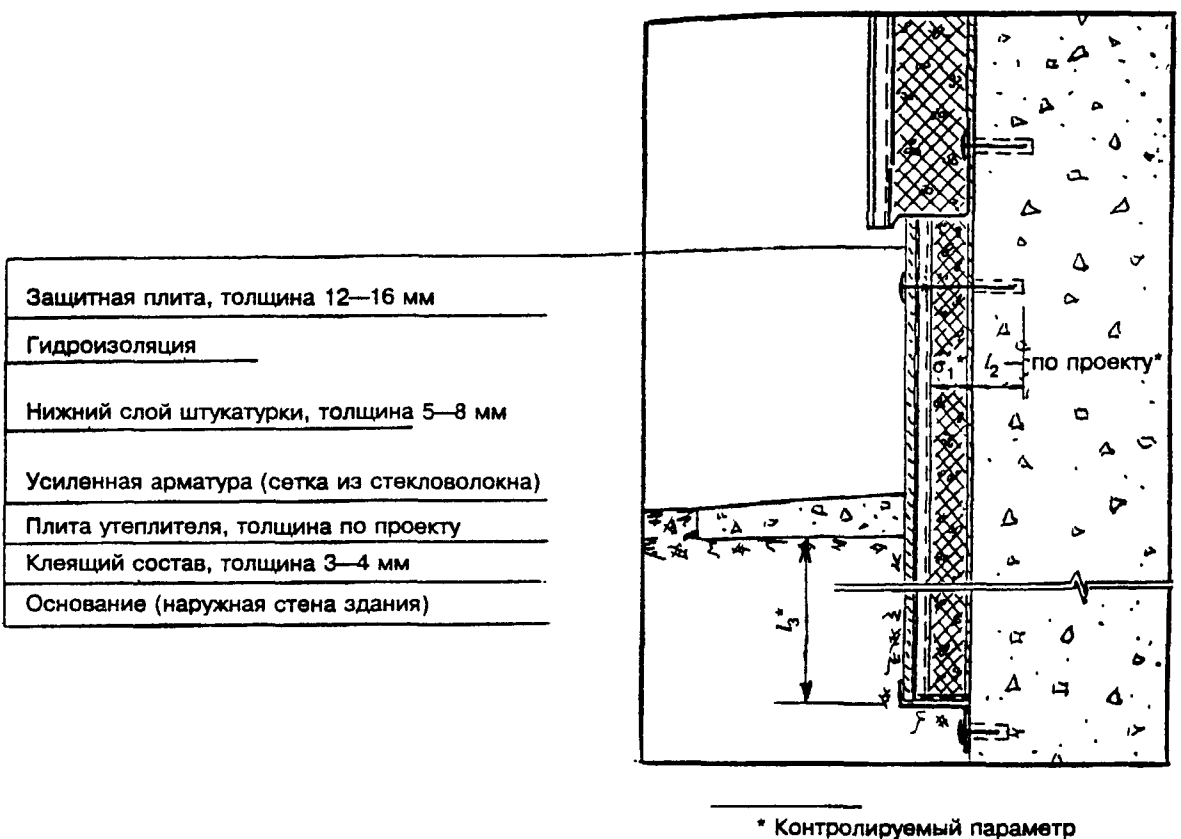 Защитная плита, толщина 12—16 мм
Гидроизоляция
Нижний слой штукатурки, толщина 5—8 мм
Усиленная арматура (сетка из стекловолокна)
Плита утеплителя, толщина по проекту
Клеящий состав, толщина 3—4 мм
Основание (наружная стена здания)
σ₁* l₂ по проекту*
l₃*
* Контролируемый параметр